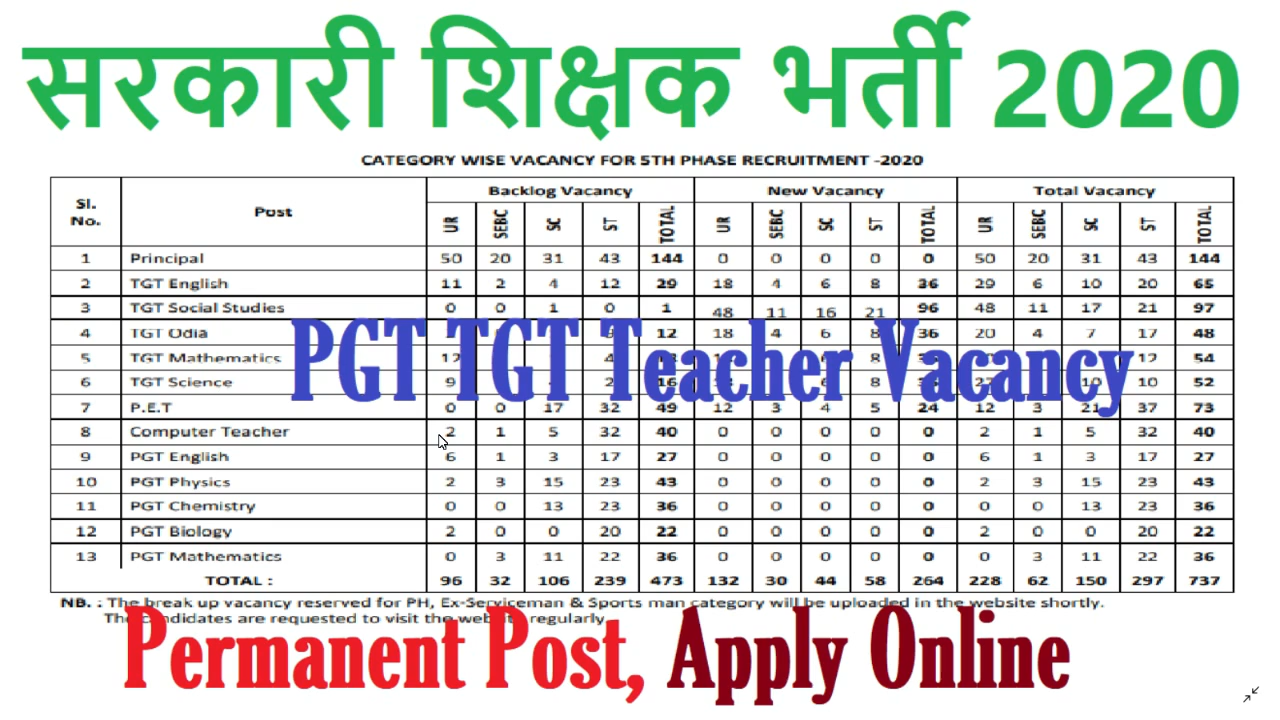 सरकारी शिक्षक भर्ती 2020
CATEGORY WISE VACANCY FOR 5TH PHASE RECRUITMENT -2020
Sl. No. Post Backlog Vacancy New Vacancy Total Vacancy
UR SEBC SC ST TOTAL UR SEBC SC ST TOTAL UR SEBC SC ST TOTAL
1 Principal 50 20 31 43 144 0 0 0 0 0 50 20 31 43 144
2 TGT English 11 2 4 12 29 18 4 6 8 36 29 6 10 20 65
3 TGT Social Studies 0 0 1 0 1 48 11 16 21 96 48 11 17 21 97
4 TGT Odia 12 18 4 6 8 36 20 4 7 17 48
5 TGT Mathematics 12 4 8 12 54
PGT TGT Teacher Vacancy
6 TGT Science 9 2 16 6 8 10 10 52
7 P.E.T 0 0 17 32 49 12 3 4 5 24 12 3 21 37 73
8 Computer Teacher 2 1 5 32 40 0 0 0 0 0 2 1 5 32 40
9 PGT English 6 1 3 17 27 0 0 0 0 0 6 1 3 17 27
10 PGT Physics 2 3 15 23 43 0 0 0 0 0 2 3 15 23 43
11 PGT Chemistry 0 0 13 23 36 0 0 0 0 0 0 0 13 23 36
12 PGT Biology 2 0 0 20 22 0 0 0 0 0 2 0 0 20 22
13 PGT Mathematics 0 3 11 22 36 0 0 0 0 0 0 3 11 22 36
TOTAL : 96 32 106 239 473 132 30 44 58 264 228 62 150 297 737
NB. : The break up vacancy reserved for PH, Ex-Serviceman & Sports man category will be uploaded in the website shortly.
The candidates are requested to visit the website regularly.
Permanent Post, Apply Online